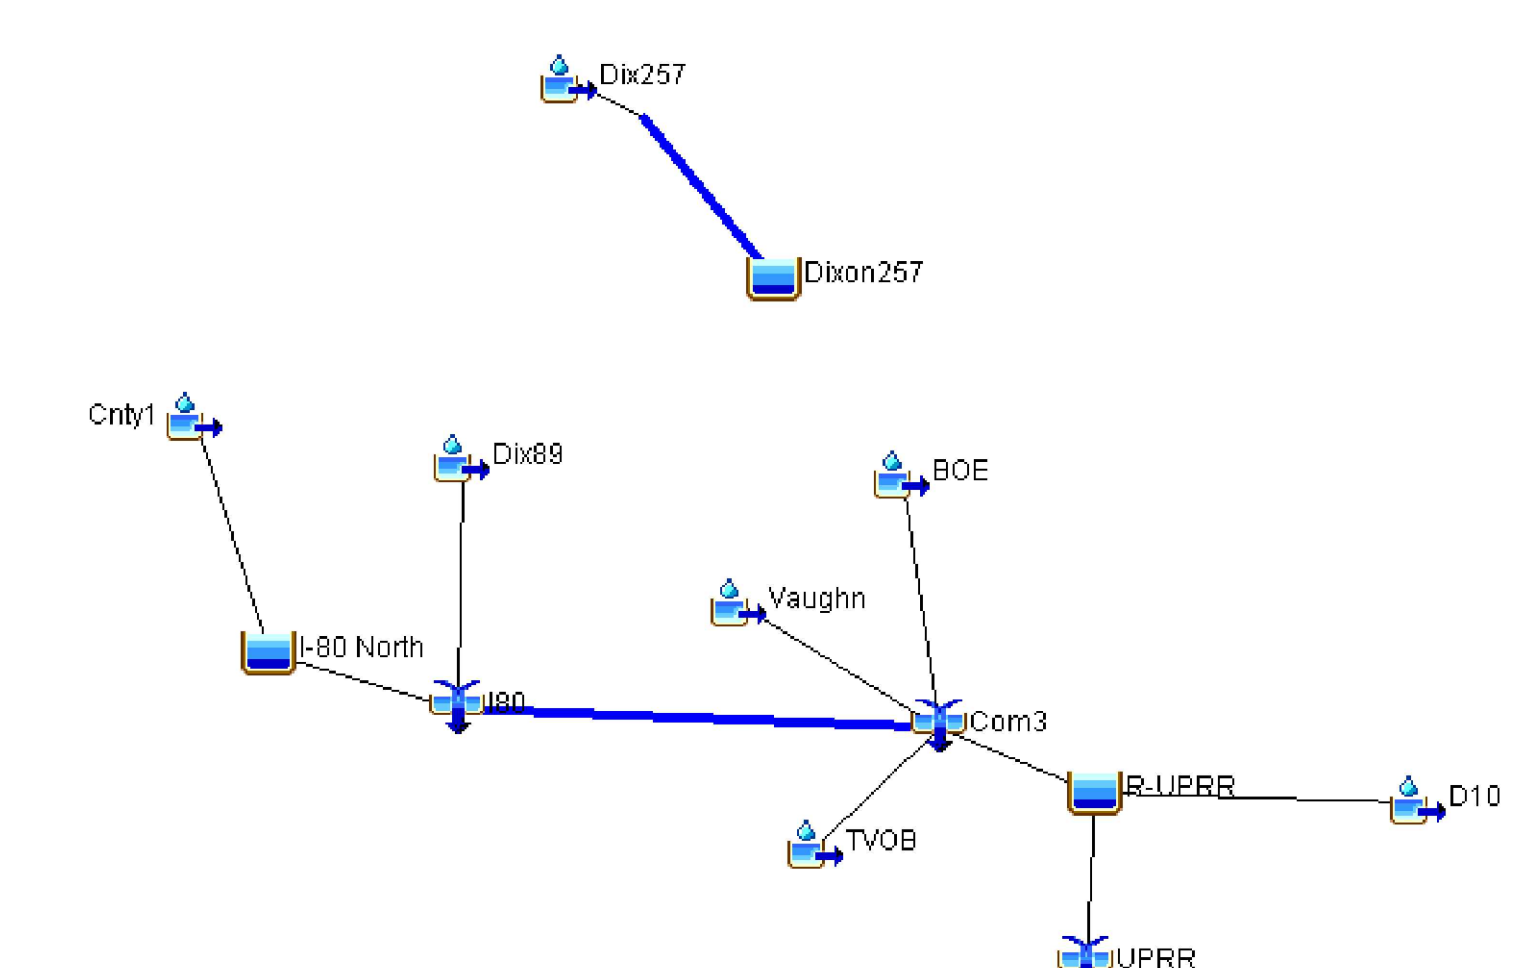 Dix257
Dixon257
Cnty1
Dix89
BOE
Vaughn
I-80 North
I80
Com3
R-UPRR
D10
TVOB
UPRR